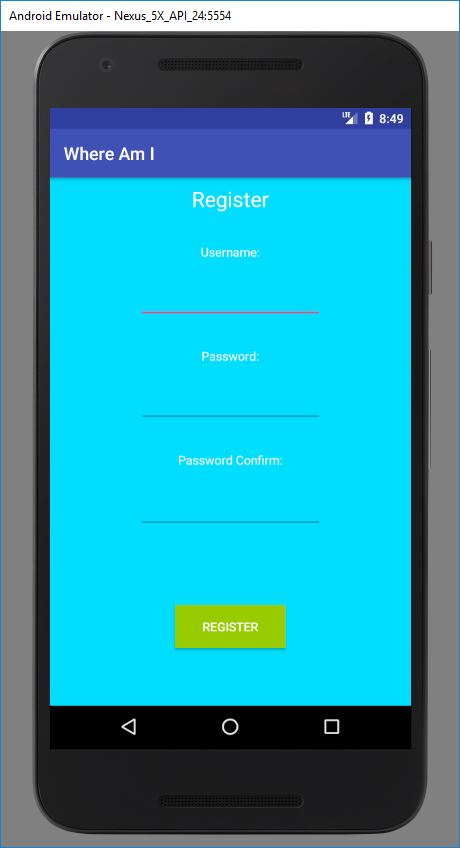 Android Emulator - Nexus_5X_API_24:5554
LTE 8:49
Where Am I
Register
Username:
Password:
Password Confirm:
REGISTER